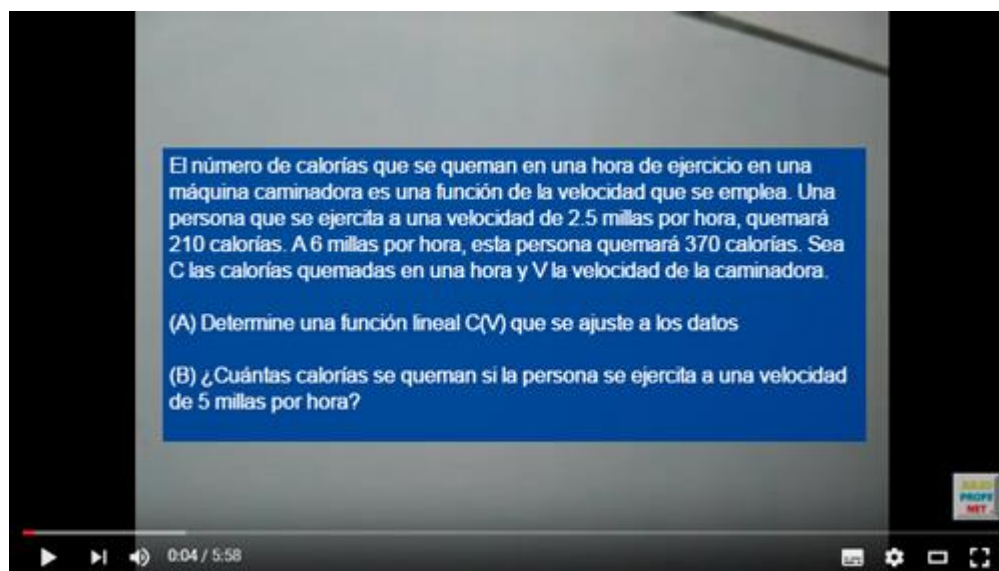 El número de calorías que se queman en una hora de ejercicio en una
máquina caminadora es una función de la velocidad que se emplea. Una
persona que se ejercita a una velocidad de 2.5 millas por hora, quemará
210 calorías. A 6 millas por hora, esta persona quemará 370 calorías. Sea
C las calorías quemadas en una hora y V la velocidad de la caminadora.
(A) Determine una función lineal C(V) que se ajuste a los datos
(B) ¿Cuántas calorías se queman si la persona se ejercita a una velocidad
de 5 millas por hora?
JULIO
PROFE
NET
0:04 / 5:58